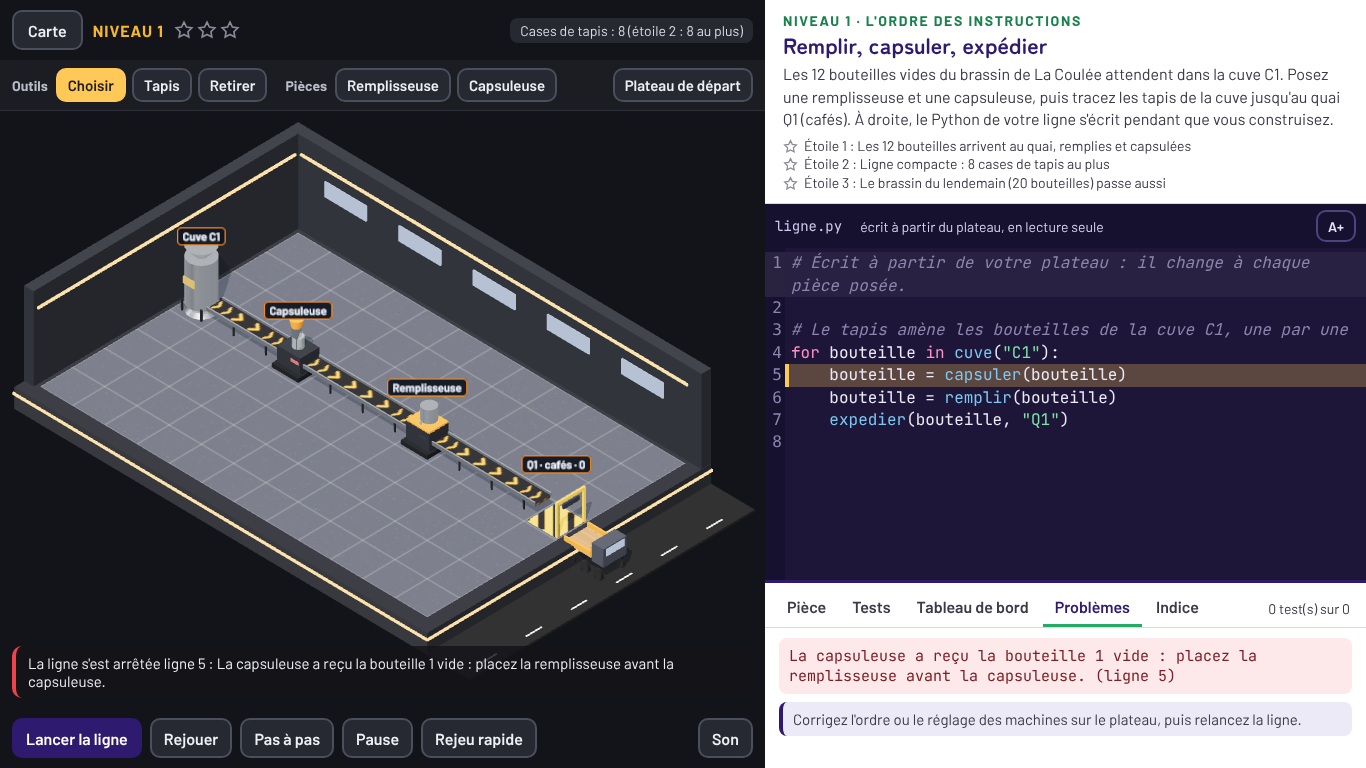 Carte
NIVEAU 1
Cases de tapis : 8 (étoile 2 : 8 au plus)
Outils
Choisir
Tapis
Retirer
Pièces
Remplisseuse
Capsuleuse
Plateau de départ
Cuve C1
Capsuleuse
Remplisseuse
Q1 · cafés · 0
La ligne s'est arrêtée ligne 5 : La capsuleuse a reçu la bouteille 1 vide : placez la remplisseuse avant la
capsuleuse.
Lancer la ligne
Rejouer
Pas à pas
Pause
Rejeu rapide
Son
NIVEAU 1 · L'ORDRE DES INSTRUCTIONS
Remplir, capsuler, expédier
Les 12 bouteilles vides du brassin de La Coulée attendent dans la cuve C1. Posez
une remplisseuse et une capsuleuse, puis tracez les tapis de la cuve jusqu'au quai
Q1 (cafés). À droite, le Python de votre ligne s'écrit pendant que vous construisez.
Étoile 1 : Les 12 bouteilles arrivent au quai, remplies et capsulées
Étoile 2 : Ligne compacte : 8 cases de tapis au plus
Étoile 3 : Le brassin du lendemain (20 bouteilles) passe aussi
ligne.py
écrit à partir du plateau, en lecture seule
A+
1 # Écrit à partir de votre plateau : il change à chaque
pièce posée.
2
3 # Le tapis amène les bouteilles de la cuve C1, une par une
4 for bouteille in cuve("C1"):
5 bouteille = capsuler(bouteille)
6 bouteille = remplir(bouteille)
7 expedier(bouteille, "Q1")
8
Pièce
Tests
Tableau de bord
Problèmes
Indice
0 test(s) sur 0
La capsuleuse a reçu la bouteille 1 vide : placez la
remplisseuse avant la capsuleuse. (ligne 5)
Corrigez l'ordre ou le réglage des machines sur le plateau, puis relancez la ligne.